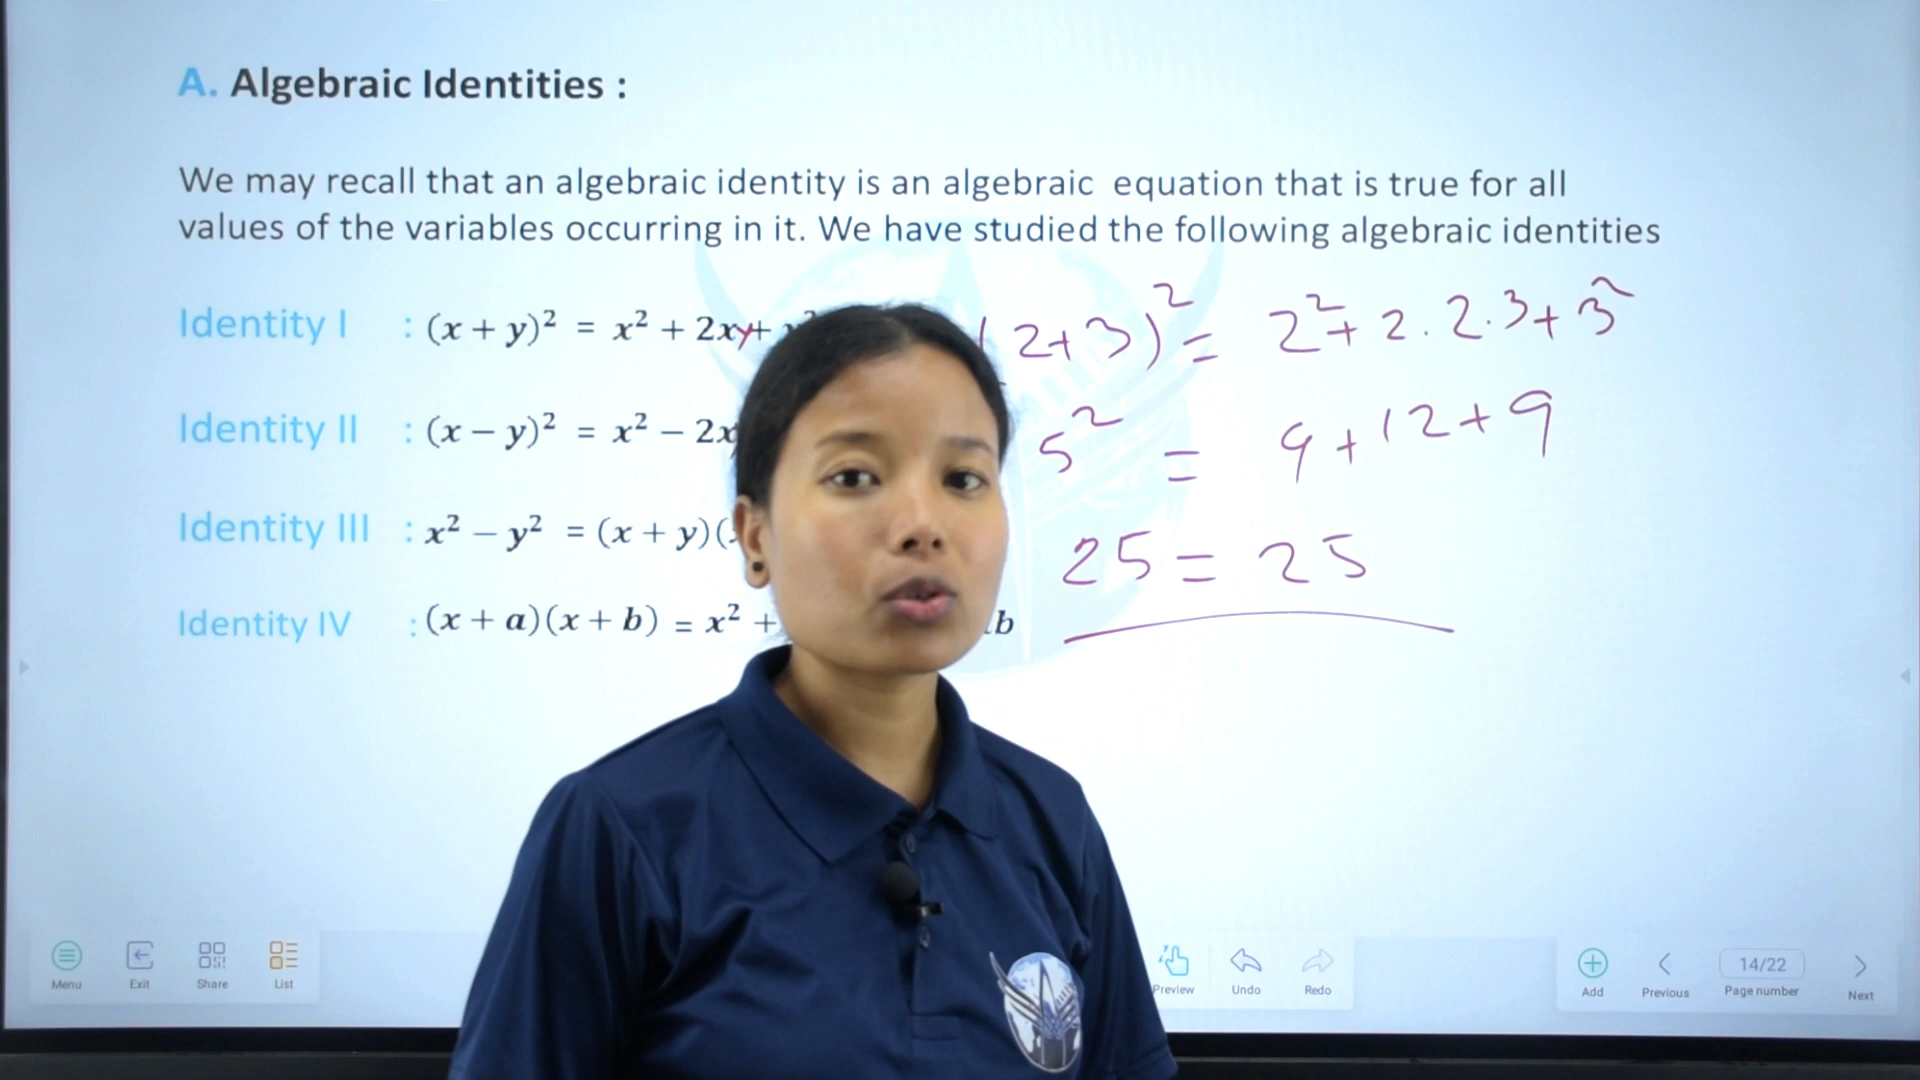 A. Algebraic Identities :
We may recall that an algebraic identity is an algebraic equation that is true for all
values of the variables occurring in it. We have studied the following algebraic identities
Identity I : (x + y)² = x² + 2xy +
Identity II : (x − y)² = x² − 2x
Identity III : x² − y² = (x + y)(
Identity IV : (x + a)(x + b) = x² + b
(2+3)² = 2² + 2.2.3 + 3²
5² = 9 + 12 + 9
25 = 25
Menu Exit Share List
Preview Undo Redo
Add Previous 14/22 Page number Next